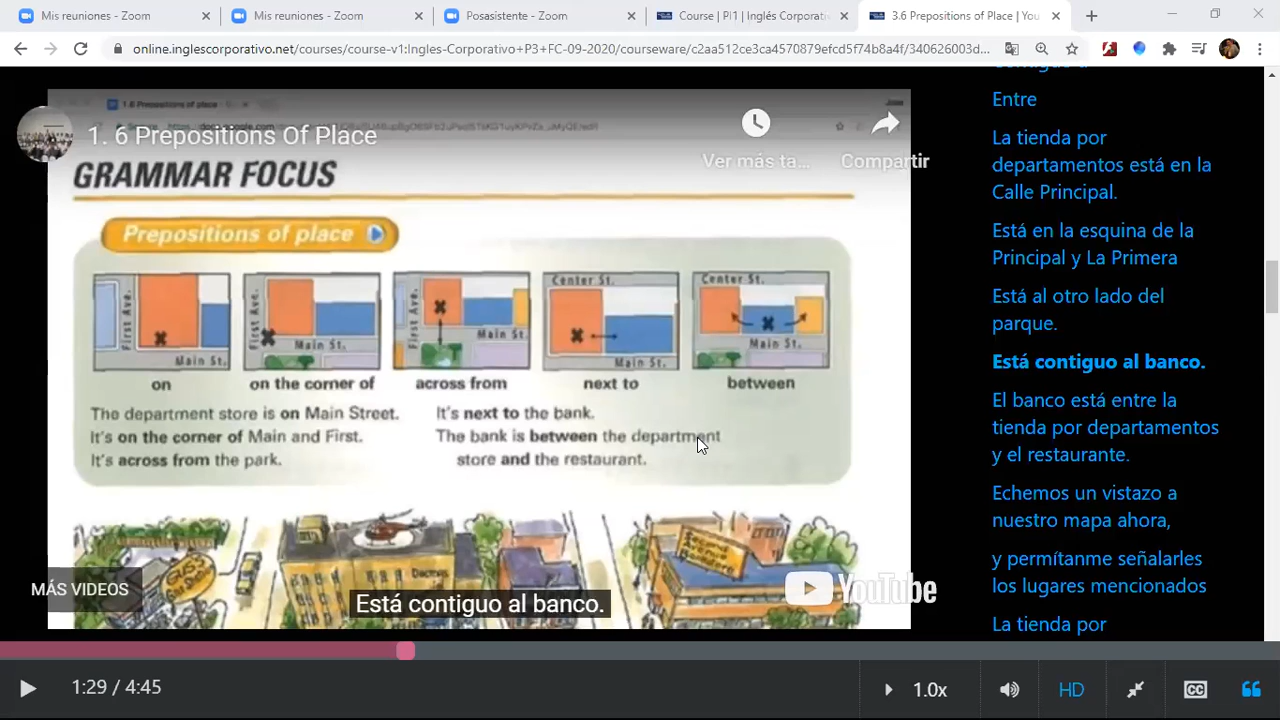 Mis reuniones - Zoom
Mis reuniones - Zoom
Posasistente - Zoom
Course | PI1 | Inglés Corporati
3.6 Prepositions of Place | You
online.inglescorporativo.net/courses/course-v1:Ingles-Corporativo+P3+FC-09-2020/courseware/c2aa512ce3ca4570879efcd5f74b8a4f/340626003d...
1.6 Prepositions of place
1. 6 Prepositions Of Place
Ver más ta...
Compartir
GRAMMAR FOCUS
Prepositions of place
First Ave.
Main St.
First Ave.
Main St.
First Ave.
Main St.
Center St.
Main St.
Center St.
Main St.
on
on the corner of
across from
next to
between
The department store is on Main Street.
It's on the corner of Main and First.
It's across from the park.
It's next to the bank.
The bank is between the department
store and the restaurant.
GUS'S
Dacmas
MÁS VIDEOS
Está contiguo al banco.
YouTube
Entre
La tienda por
departamentos está en la
Calle Principal.
Está en la esquina de la
Principal y La Primera
Está al otro lado del
parque.
Está contiguo al banco.
El banco está entre la
tienda por departamentos
y el restaurante.
Echemos un vistazo a
nuestro mapa ahora,
y permítanme señalarles
los lugares mencionados
La tienda por
1:29 / 4:45
1.0x
HD
CC